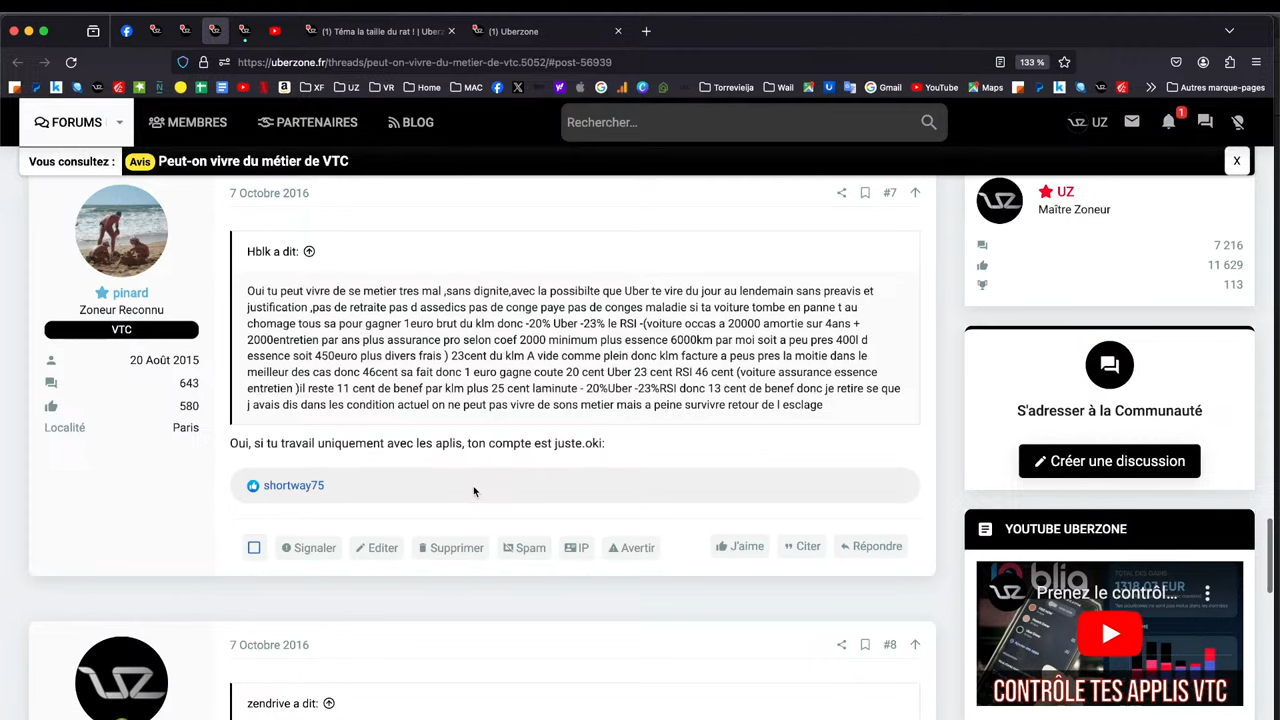 (1) Téma la taille du rat ! | Uber
(1) Uberzone
https://uberzone.fr/threads/peut-on-vivre-du-metier-de-vtc.5052/#post-56939
133 %
XF
UZ
VR
Home
MAC
Torrevieja
Wail
Gmail
YouTube
Maps
Autres marque-pages
FORUMS
MEMBRES
PARTENAIRES
BLOG
Rechercher…
UZ
1
Vous consultez :
Avis
Peut-on vivre du métier de VTC
X
7 Octobre 2016
#7
pinard
Zoneur Reconnu
VTC
20 Août 2015
643
580
Localité
Paris
Hblk a dit:
Oui tu peut vivre de se metier tres mal ,sans dignite,avec la possibilte que Uber te vire du jour au lendemain sans preavis et
justification ,pas de retraite pas d assedics pas de conge paye pas de conges maladie si ta voiture tombe en panne t au
chomage tous sa pour gagner 1euro brut du klm donc -20% Uber -23% le RSI -(voiture occas a 20000 amortie sur 4ans +
2000entretien par ans plus assurance pro selon coef 2000 minimum plus essence 6000km par moi soit a peu pres 400l d
essence soit 450euro plus divers frais ) 23cent du klm A vide comme plein donc klm facture a peus pres la moitie dans le
meilleur des cas donc 46cent sa fait donc 1 euro gagne coute 20 cent Uber 23 cent RSI 46 cent (voiture assurance essence
entretien )il reste 11 cent de benef par klm plus 25 cent laminute - 20%Uber -23%RSI donc 13 cent de benef donc je retire se que
j avais dis dans les condition actuel on ne peut pas vivre de sons metier mais a peine survivre retour de l esclage
Oui, si tu travail uniquement avec les aplis, ton compte est juste.oki:
shortway75
Signaler
Editer
Supprimer
Spam
IP
Avertir
J'aime
Citer
Répondre
7 Octobre 2016
#8
zendrive a dit:
UZ
Maître Zoneur
7 216
11 629
113
S'adresser à la Communauté
Créer une discussion
YOUTUBE UBERZONE
Prenez le contrôl…
bliq
1318,07 EUR
CONTRÔLE TES APPLIS VTC